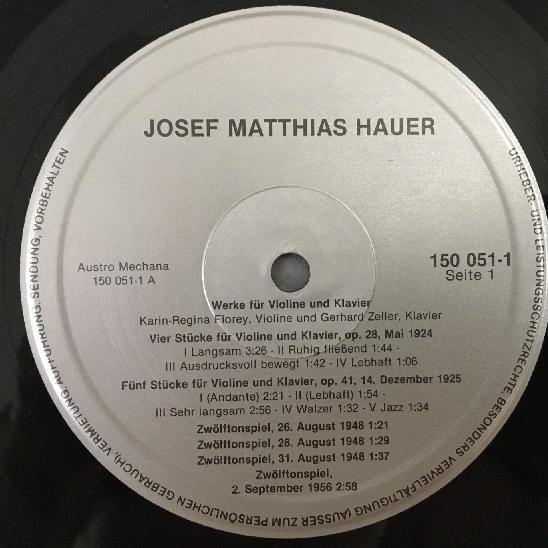 JOSEF MATTHIAS HAUER
Austro Mechana
150 051-1 A
150 051-1
Seite 1
Werke für Violine und Klavier
Karin-Regina Florey, Violine und Gerhard Zeller, Klavier
Vier Stücke für Violine und Klavier, op. 28, Mai 1924
I Langsam 3:26 - II Ruhig fließend 1:44 -
III Ausdrucksvoll bewegt 1:42 - IV Lebhaft 1:06
Fünf Stücke für Violine und Klavier, op. 41, 14. Dezember 1925
I (Andante) 2:21 - II (Lebhaft) 1:54 -
III Sehr langsam 2:56 - IV Walzer 1:32 - V Jazz 1:34
Zwölftonspiel, 26. August 1948 1:21
Zwölftonspiel, 28. August 1948 1:29
Zwölftonspiel, 31. August 1948 1:37
Zwölftonspiel,
2. September 1956 2:58
URHEBER- UND LEISTUNGSSCHUTZRECHTE, BESONDERS VERVIELFÄLTIGUNG (AUSSER ZUM PERSÖNLICHEN GEBRAUCH), VERMIETUNG, AUFFÜHRUNG, SENDUNG, VORBEHALTEN